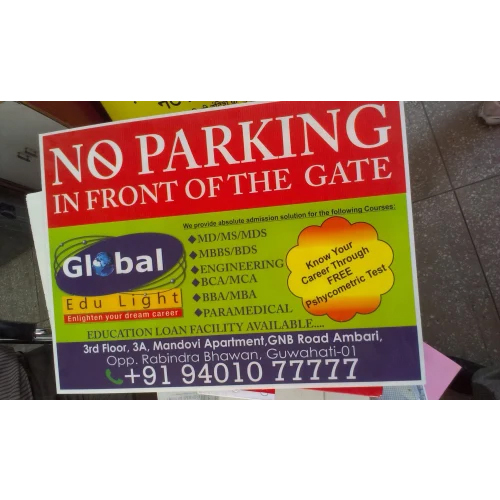 NO PARKING
IN FRONT OF THE GATE
We provide absolute admission solution for the following Courses:
Global
Edu Light
Enlighten your dream career
◆MD/MS/MDS
◆MBBS/BDS
◆ENGINEERING
◆BCA/MCA
◆BBA/MBA
◆PARAMEDICAL
Know Your
Career Through
FREE
Pshycometric Test
EDUCATION LOAN FACILITY AVAILABLE....
3rd Floor, 3A, Mandovi Apartment,GNB Road Ambari,
Opp. Rabindra Bhawan, Guwahati-01
+91 94010 77777